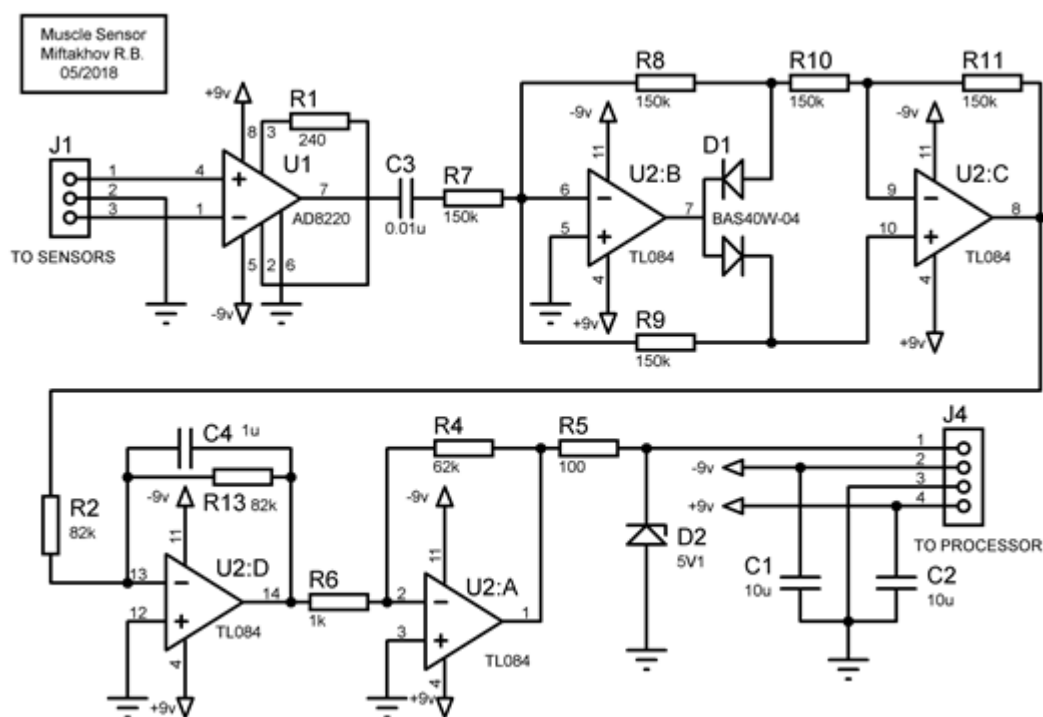 Muscle Sensor
Miftakhov R.B.
05/2018
+9v
R1
240
8
3
J1
U1
1
2
3
4
1
7
AD8220
5
2
6
-9v
TO SENSORS
C3
0.01u
R7
150k
R8
150k
R10
150k
R11
150k
-9v
11
U2:B
6
5
7
TL084
4
+9v
D1
BAS40W-04
R9
150k
-9v
11
U2:C
9
10
8
TL084
4
+9v
C4
1u
R13
82k
R2
82k
-9v
11
U2:D
13
12
14
TL084
4
+9v
R6
1k
R4
62k
-9v
11
U2:A
2
3
1
TL084
4
+9v
R5
100
D2
5V1
J4
1
2
3
4
-9v
+9v
TO PROCESSOR
C1
10u
C2
10u